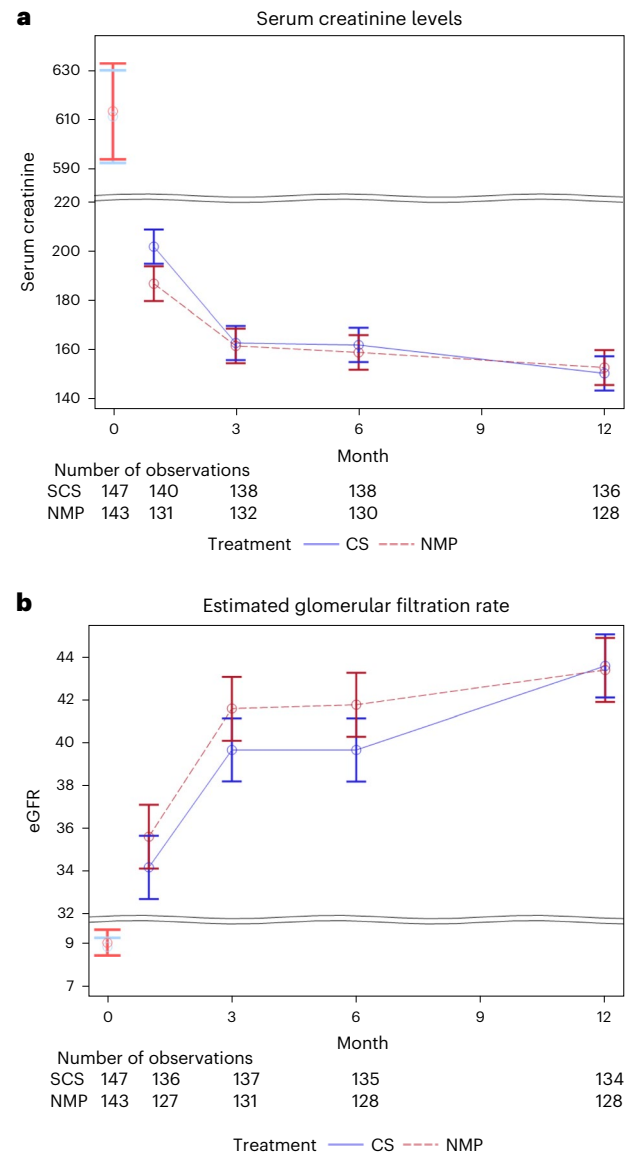 a
Serum creatinine levels
630
610
590
220
200
180
160
140
Serum creatinine
0 3 6 9 12
Month
Number of observations
SCS 147 140 138 138 136
NMP 143 131 132 130 128
Treatment CS NMP
b
Estimated glomerular filtration rate
44
42
40
38
36
34
32
9
7
eGFR
0 3 6 9 12
Month
Number of observations
SCS 147 136 137 135 134
NMP 143 127 131 128 128
Treatment CS NMP